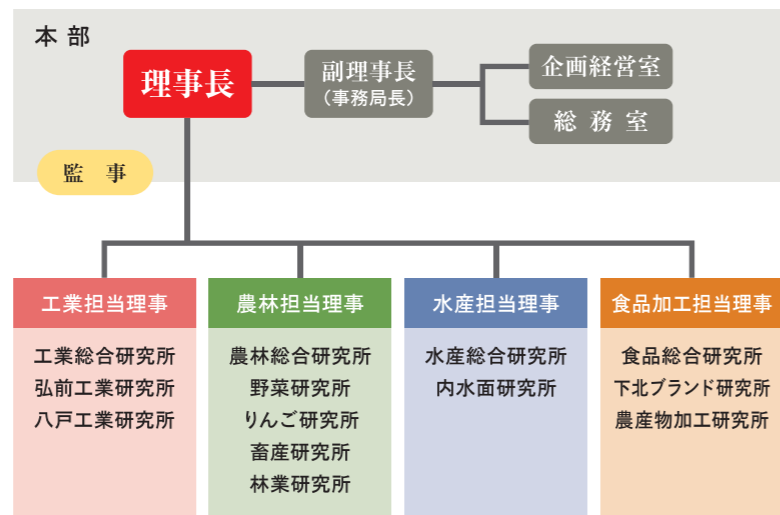 本部
理事長
副理事長
（事務局長）
企画経営室
総務室
監事
工業担当理事
工業総合研究所
弘前工業研究所
八戸工業研究所
農林担当理事
農林総合研究所
野菜研究所
りんご研究所
畜産研究所
林業研究所
水産担当理事
水産総合研究所
内水面研究所
食品加工担当理事
食品総合研究所
下北ブランド研究所
農産物加工研究所